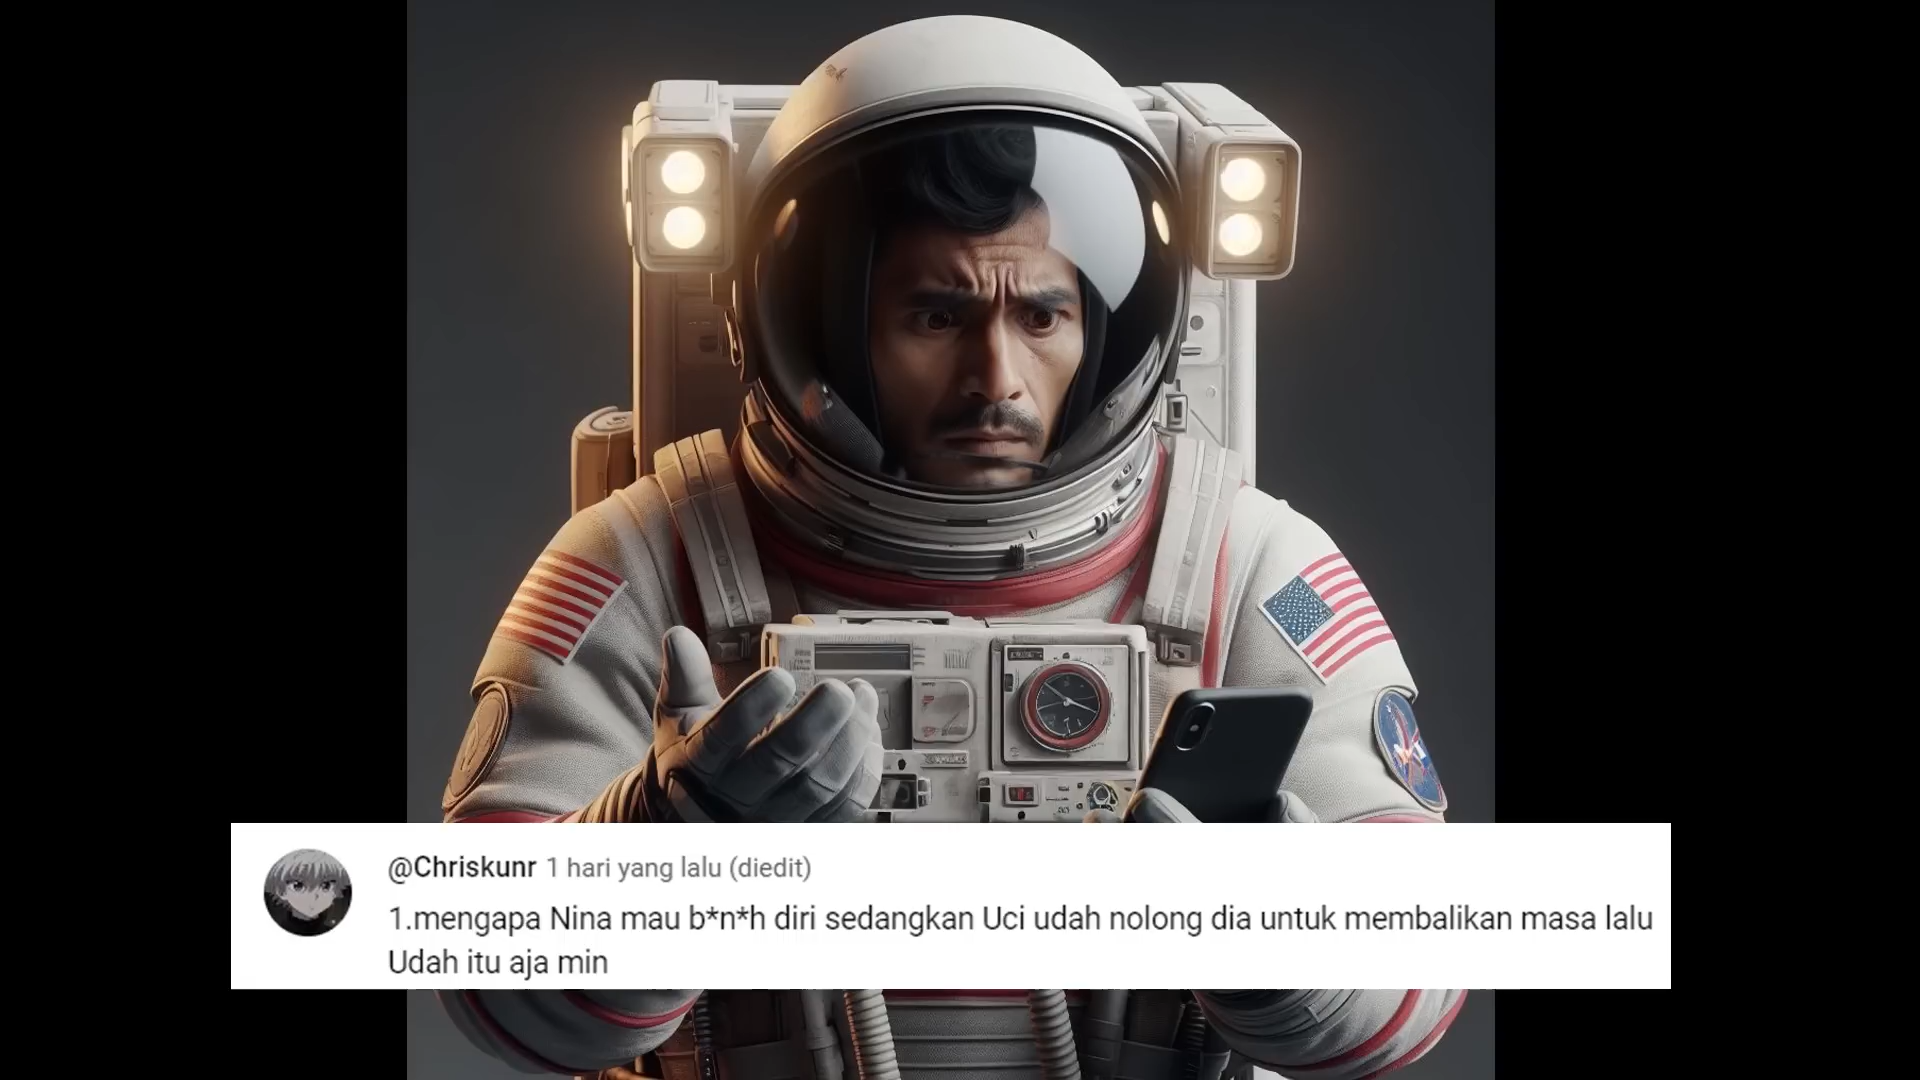 @Chriskunr 1 hari yang lalu (diedit)
1.mengapa Nina mau b*n*h diri sedangkan Uci udah nolong dia untuk membalikan masa lalu
Udah itu aja min